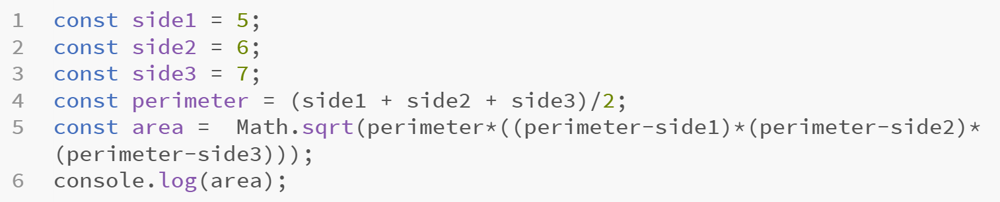 1 const side1 = 5;
2 const side2 = 6;
3 const side3 = 7;
4 const perimeter = (side1 + side2 + side3)/2;
5 const area =  Math.sqrt(perimeter*((perimeter-side1)*(perimeter-side2)*
(perimeter-side3)));
6 console.log(area);